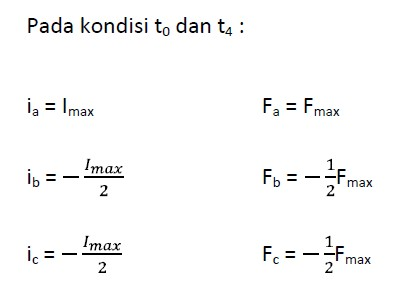 Pada kondisi t₀ dan t₄ :
iₐ = Iₘₐₓ Fₐ = Fₘₐₓ
i_b = −Iₘₐₓ/2 F_b = −1/2Fₘₐₓ
i_c = −Iₘₐₓ/2 F_c = −1/2Fₘₐₓ